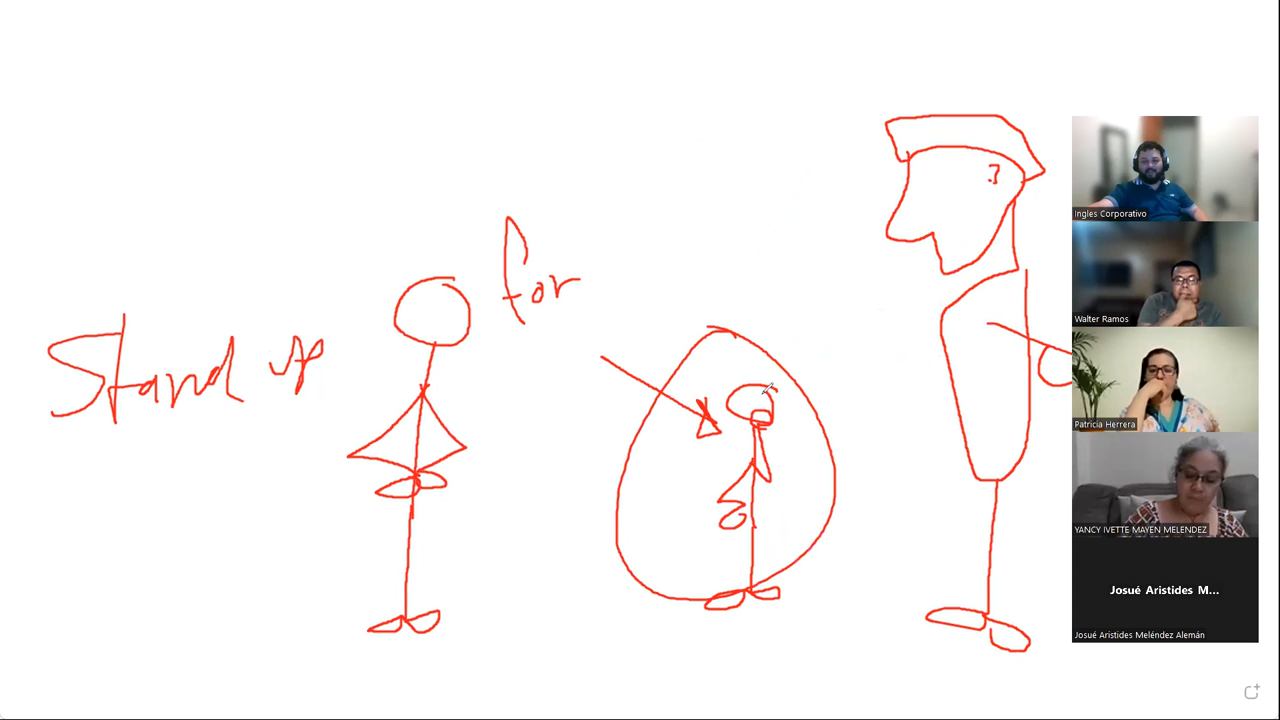 Stand up
for
?
Ingles Corporativo
Walter Ramos
Patricia Herrera
YANCY IVETTE MAYEN MELENDEZ
Josué Aristides M...
Josué Aristides Meléndez Alemán